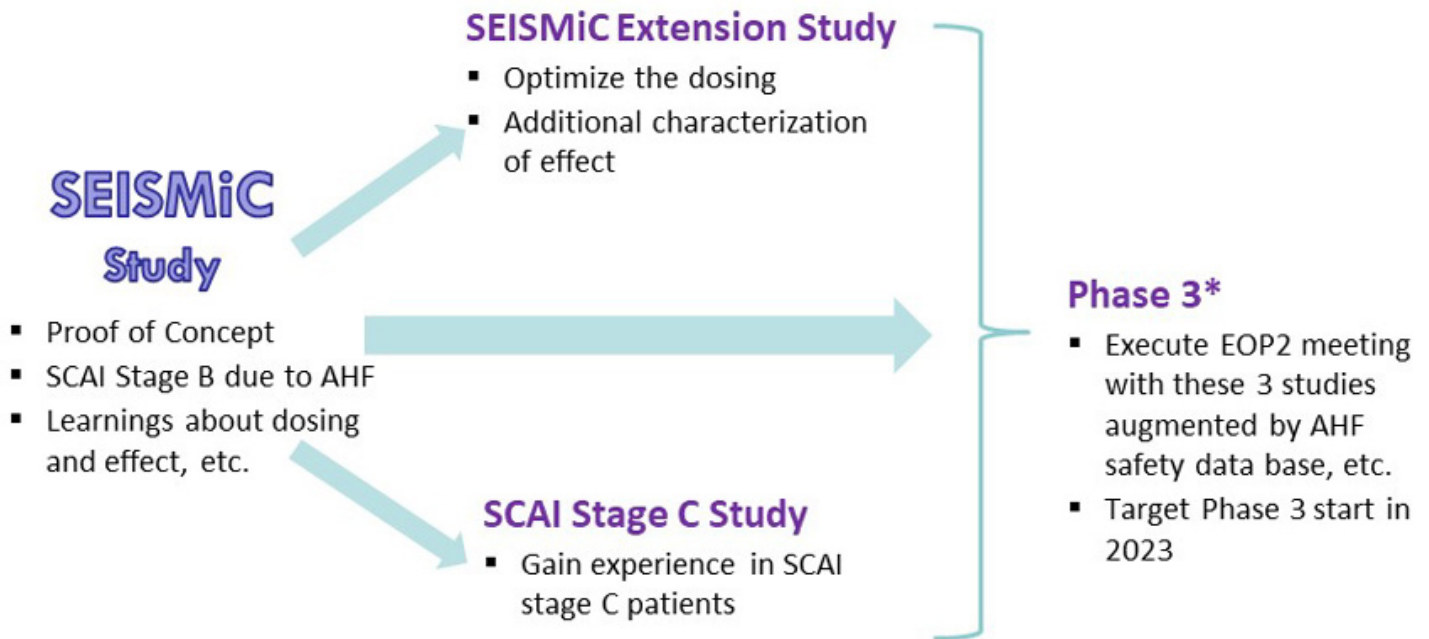 SEISMiC Extension Study
▪ Optimize the dosing
▪ Additional characterization
of effect
SEISMiC
Study
▪ Proof of Concept
▪ SCAI Stage B due to AHF
▪ Learnings about dosing
and effect, etc.
SCAI Stage C Study
▪ Gain experience in SCAI
stage C patients
Phase 3*
▪ Execute EOP2 meeting
with these 3 studies
augmented by AHF
safety data base, etc.
▪ Target Phase 3 start in
2023